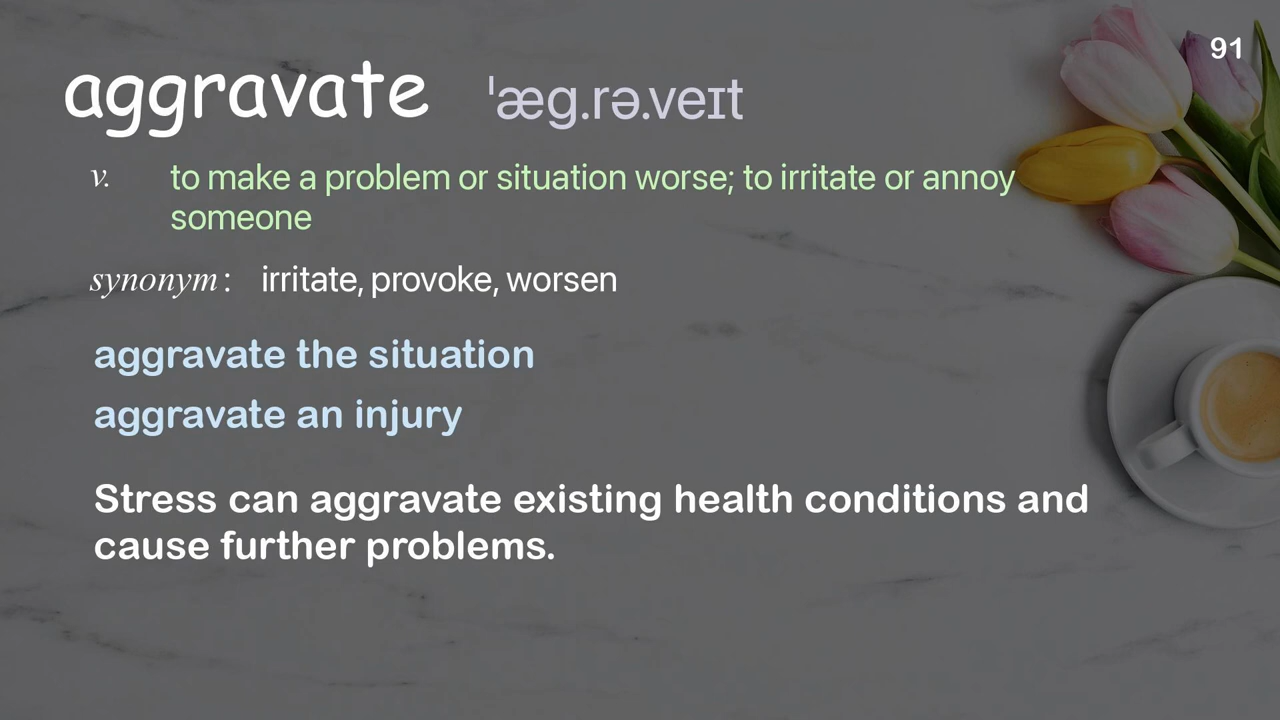 91
aggravate ˈæɡ.rə.veɪt
v. to make a problem or situation worse; to irritate or annoy
someone
synonym: irritate, provoke, worsen
aggravate the situation
aggravate an injury
Stress can aggravate existing health conditions and
cause further problems.